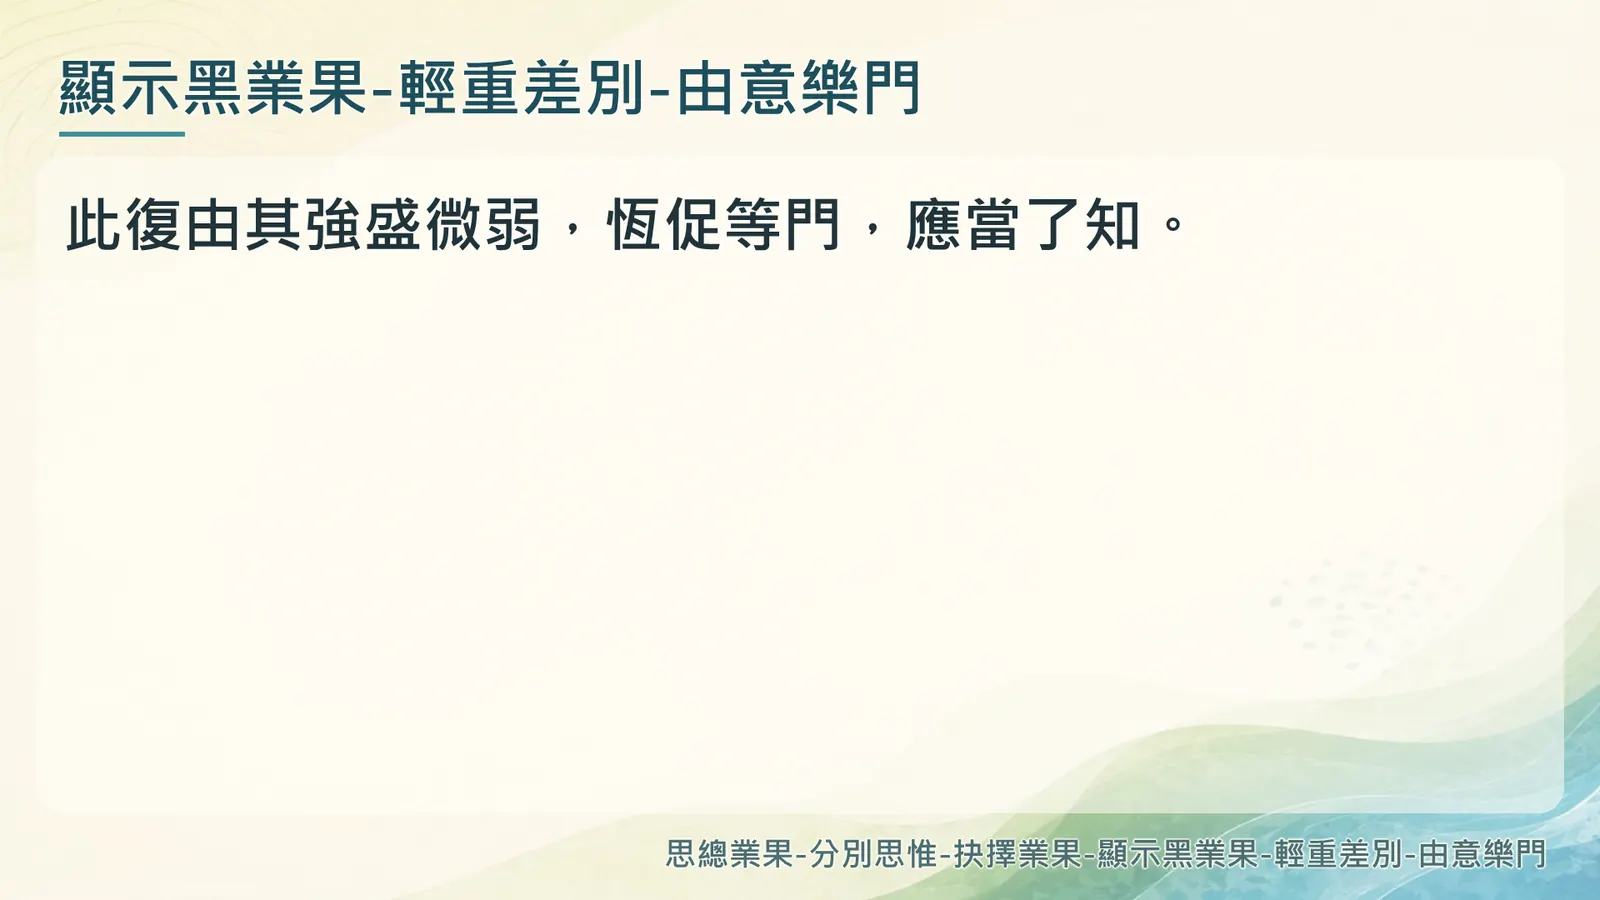 顯示黑業果-輕重差別-由意樂門
此復由其強盛微弱，恆促等門，應當了知。
思總業果-分別思惟-抉擇業果-顯示黑業果-輕重差別-由意樂門